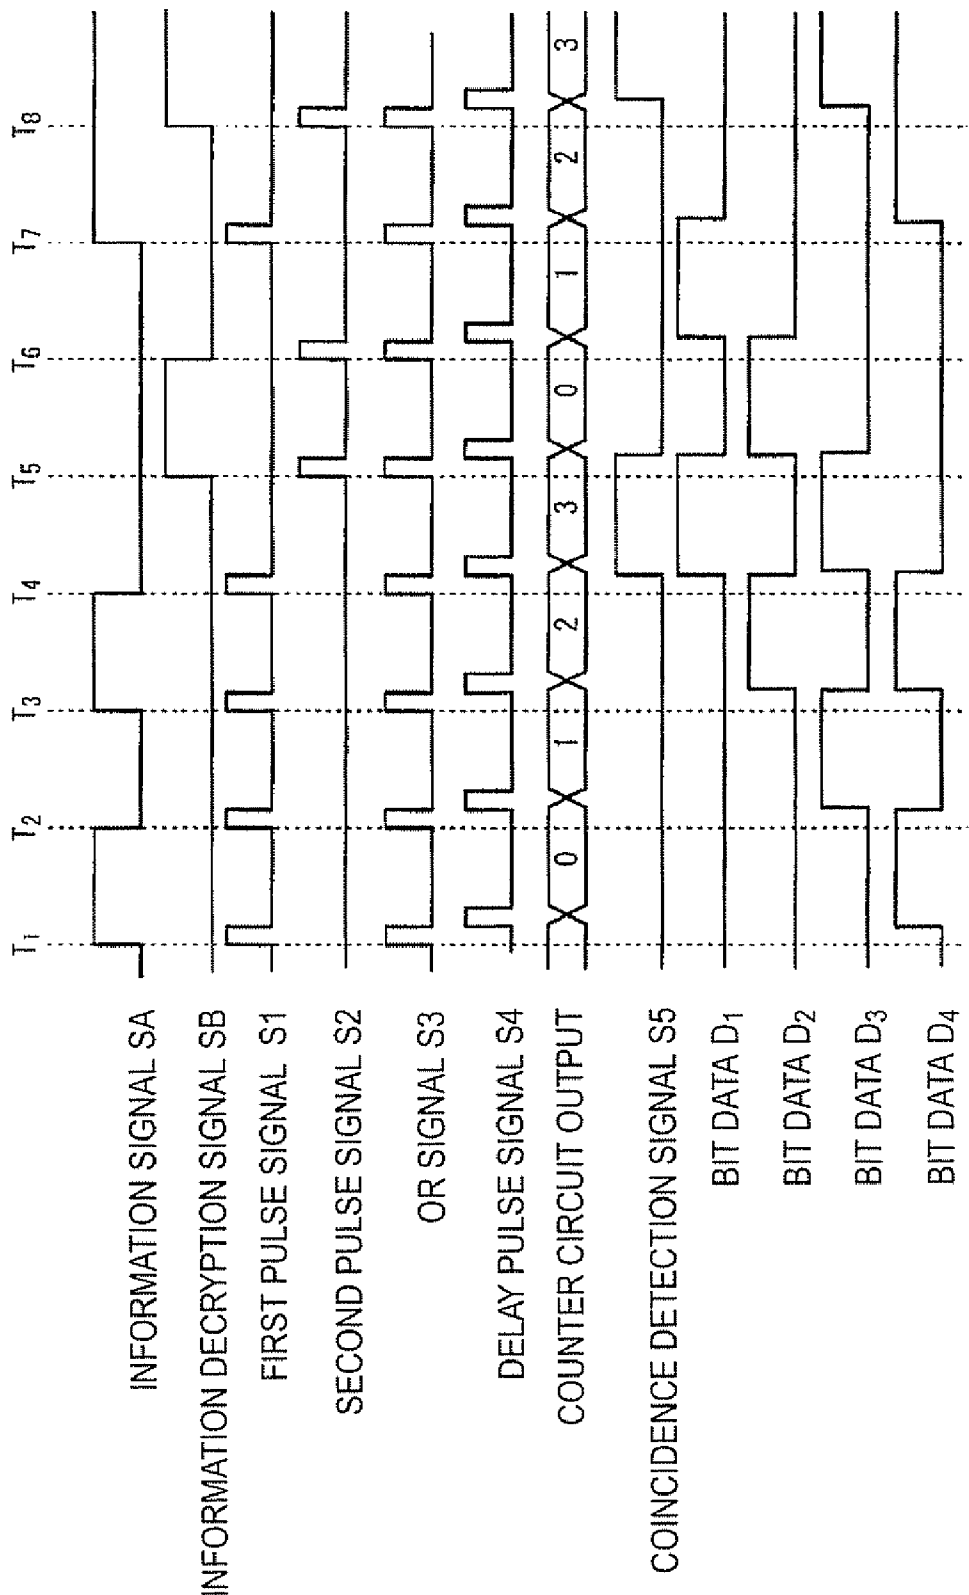 T1 T2 T3 T4 T5 T6 T7 T8
INFORMATION SIGNAL SA
INFORMATION DECRYPTION SIGNAL SB
FIRST PULSE SIGNAL S1
SECOND PULSE SIGNAL S2
OR SIGNAL S3
DELAY PULSE SIGNAL S4
COUNTER CIRCUIT OUTPUT 0 1 2 3 0 1 2 3
COINCIDENCE DETECTION SIGNAL S5
BIT DATA D1
BIT DATA D2
BIT DATA D3
BIT DATA D4